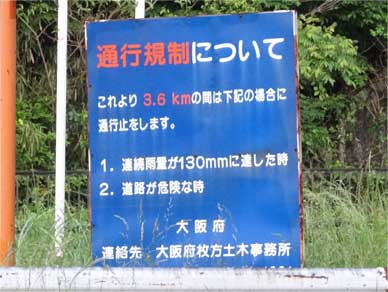 通行規制について
これより 3.6 kmの間は下記の場合に
通行止をします。
1. 連続雨量が130mmに達した時
2. 道路が危険な時
大阪府
連絡先 大阪府枚方土木事務所